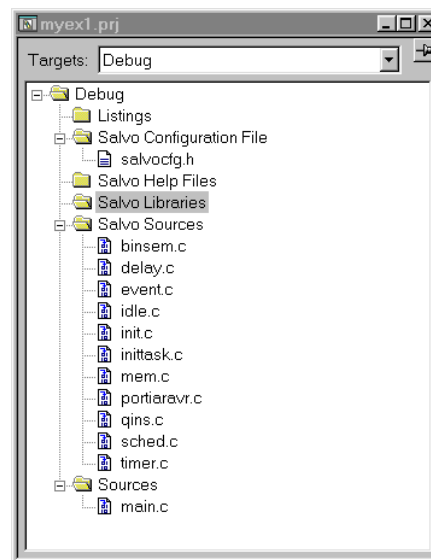 myex1.prj
Targets: Debug
Debug
Listings
Salvo Configuration File
salvocfg.h
Salvo Help Files
Salvo Libraries
Salvo Sources
binsem.c
delay.c
event.c
idle.c
init.c
inittask.c
mem.c
portiaravr.c
qins.c
sched.c
timer.c
Sources
main.c